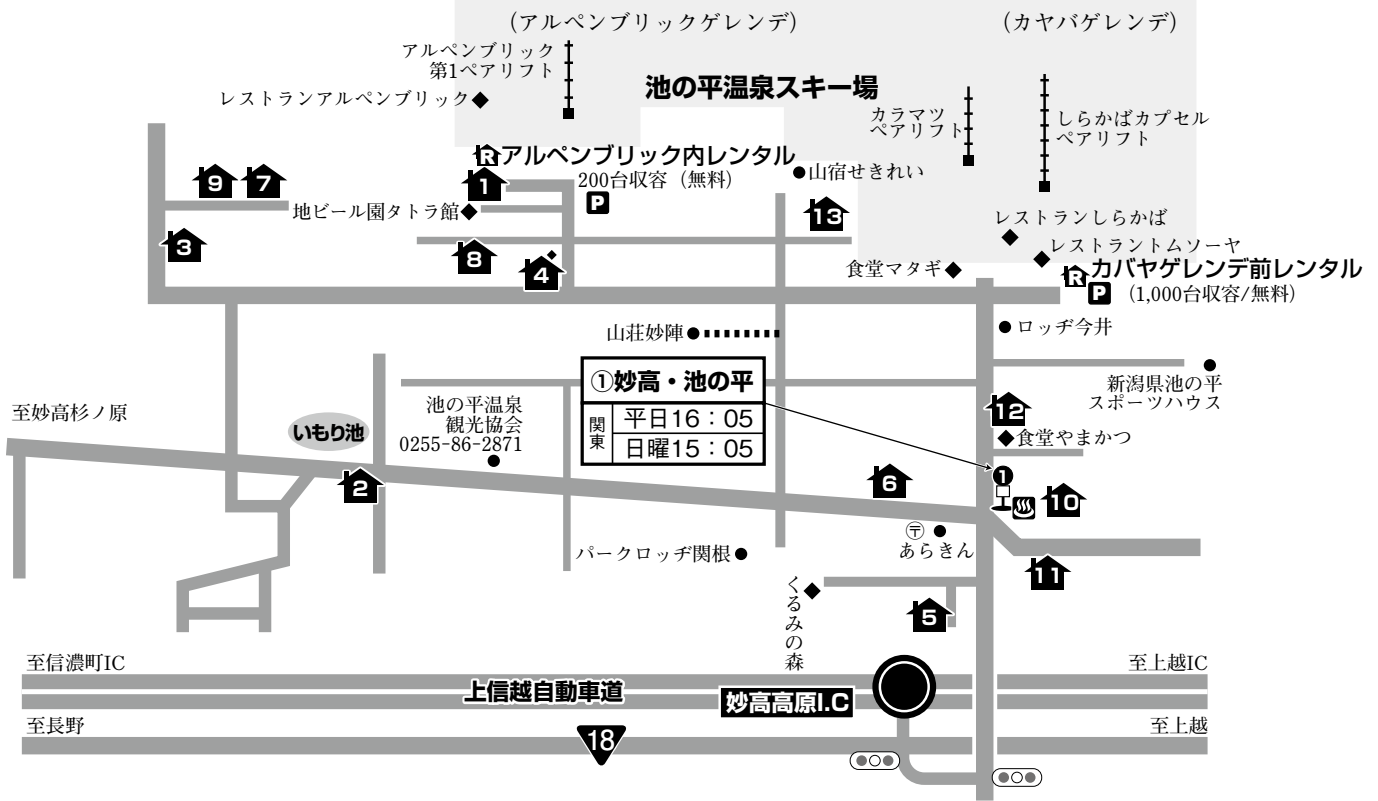 (アルペンブリックゲレンデ)
(カヤバゲレンデ)
アルペンブリック
第1ペアリフト
池の平温泉スキー場
レストランアルペンブリック
カラマツ
ペアリフト
しらかばカプセル
ペアリフト
R アルペンブリック内レンタル
200台収容(無料)
P
山宿せきれい
9
7
1
地ビール園タトラ館
13
レストランしらかば
3
8
4
レストラントムソーヤ
食堂マタギ
R カバヤゲレンデ前レンタル
P (1,000台収容/無料)
山荘妙陣
ロッヂ今井
①妙高・池の平
関東
平日16:05
日曜15:05
新潟県池の平
スポーツハウス
至妙高杉ノ原
いもり池
池の平温泉
観光協会
0255-86-2871
12
食堂やまかつ
2
6
1
10
〒
あらきん
パークロッヂ関根
11
くるみの森
5
至信濃町IC
至上越IC
上信越自動車道
妙高高原I.C
至長野
至上越
18